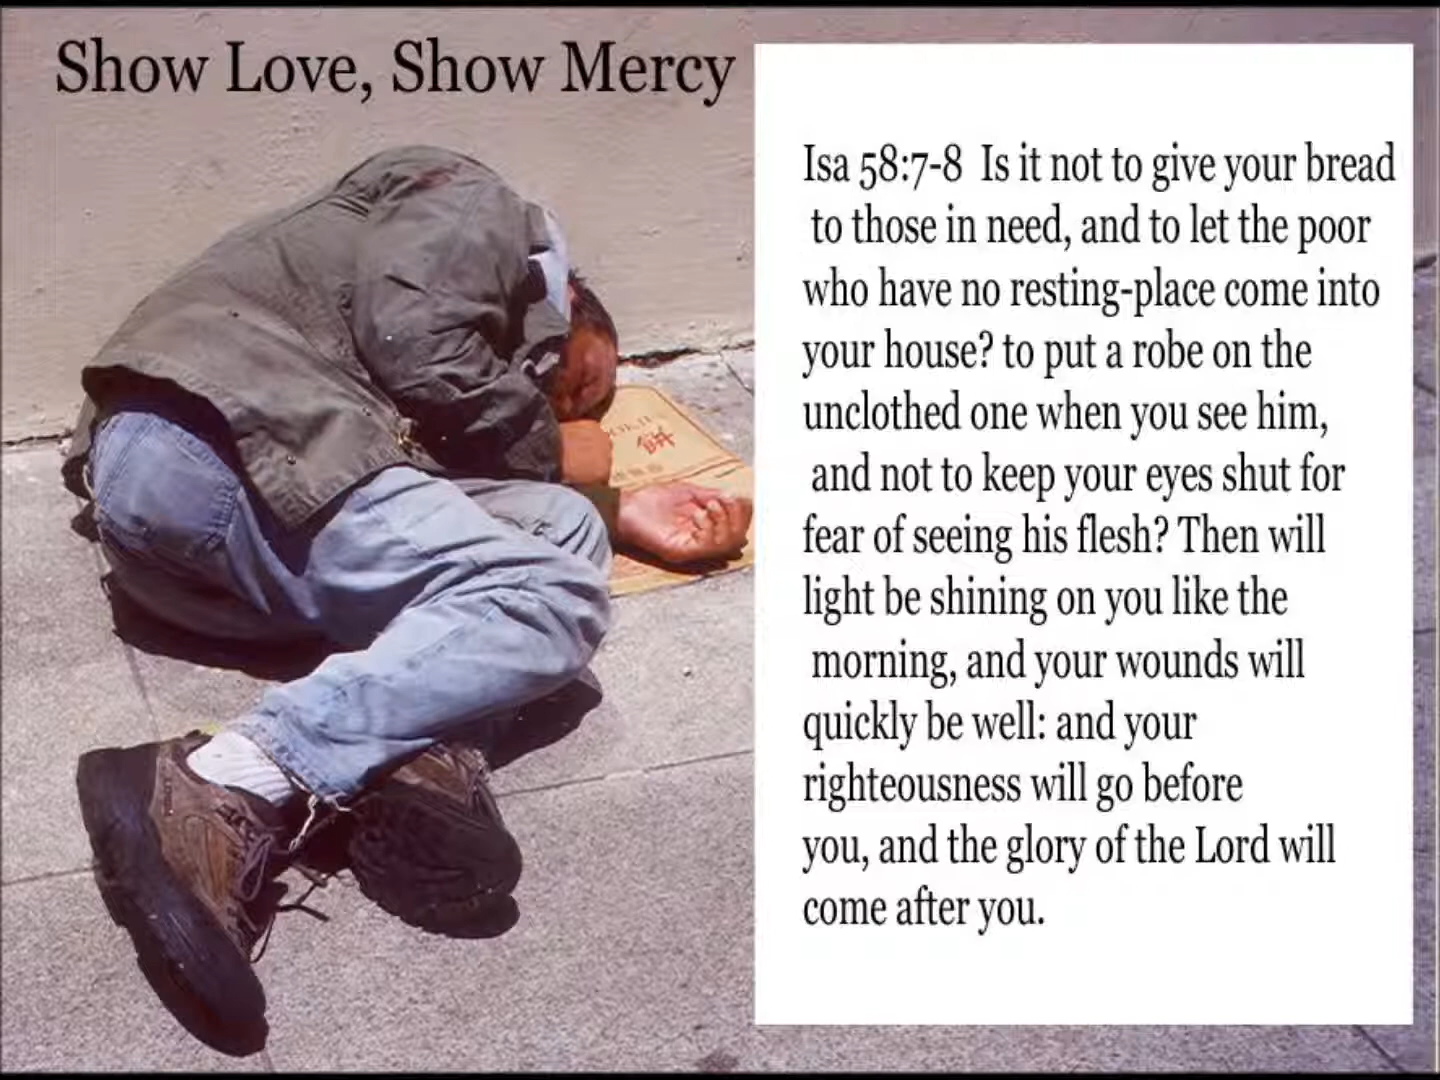 Show Love, Show Mercy
Isa 58:7-8 Is it not to give your bread
to those in need, and to let the poor
who have no resting-place come into
your house? to put a robe on the
unclothed one when you see him,
and not to keep your eyes shut for
fear of seeing his flesh? Then will
light be shining on you like the
morning, and your wounds will
quickly be well: and your
righteousness will go before
you, and the glory of the Lord will
come after you.